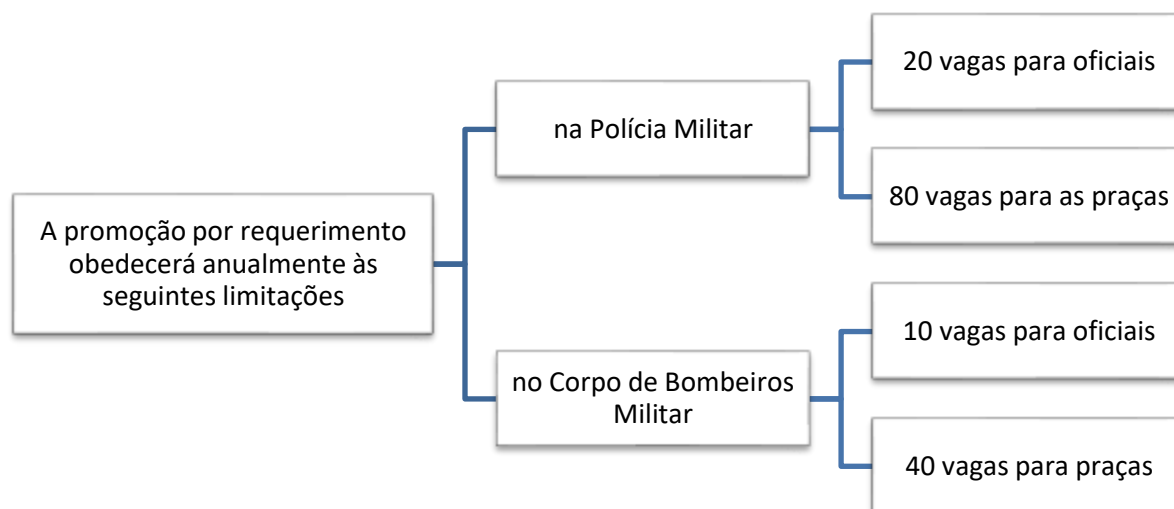 A promoção por requerimento
obedecerá anualmente às
seguintes limitações
na Polícia Militar
20 vagas para oficiais
80 vagas para as praças
no Corpo de Bombeiros
Militar
10 vagas para oficiais
40 vagas para praças